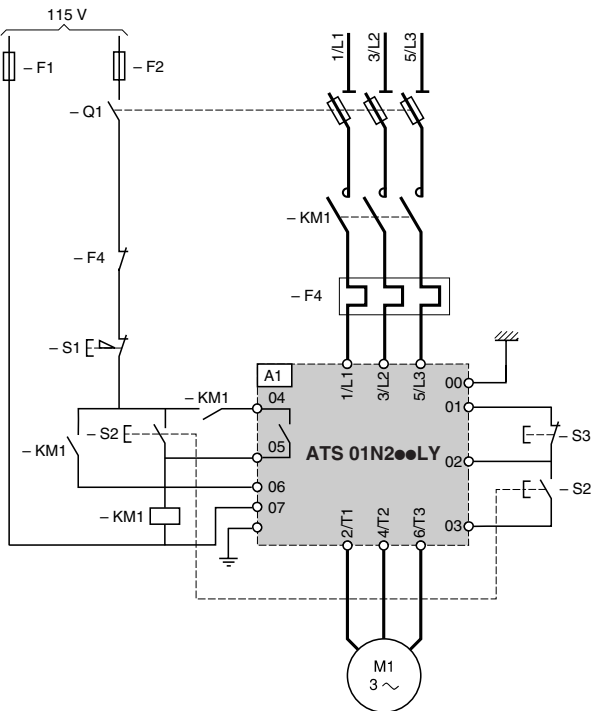 115 V
– F1
– F2
1/L1
3/L2
5/L3
– Q1
– KM1
– F4
– F4
– S1
A1
1/L1
3/L2
5/L3
00
– KM1
04
01
– S2
– S3
– KM1
05
ATS 01N2●●LY
02
06
– S2
– KM1
07
03
2/T1
4/T2
6/T3
M1
3 ~